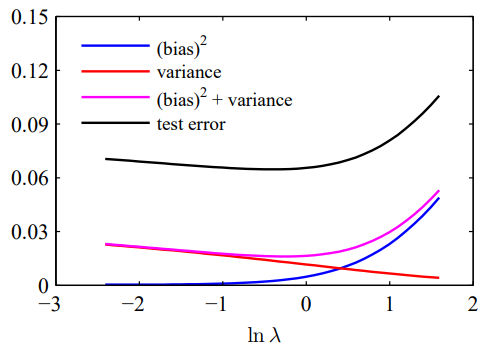 0.15
(bias)²
0.12
variance
(bias)² + variance
0.09
test error
0.06
0.03
0
−3 −2 −1 0 1 2
ln λ